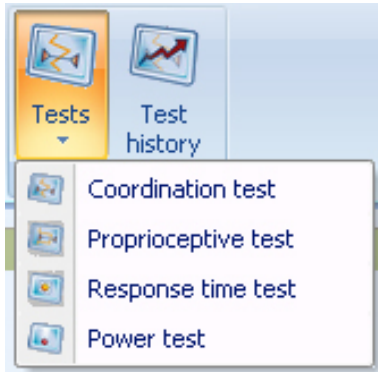 Tests
Test
history
Coordination test
Proprioceptive test
Response time test
Power test